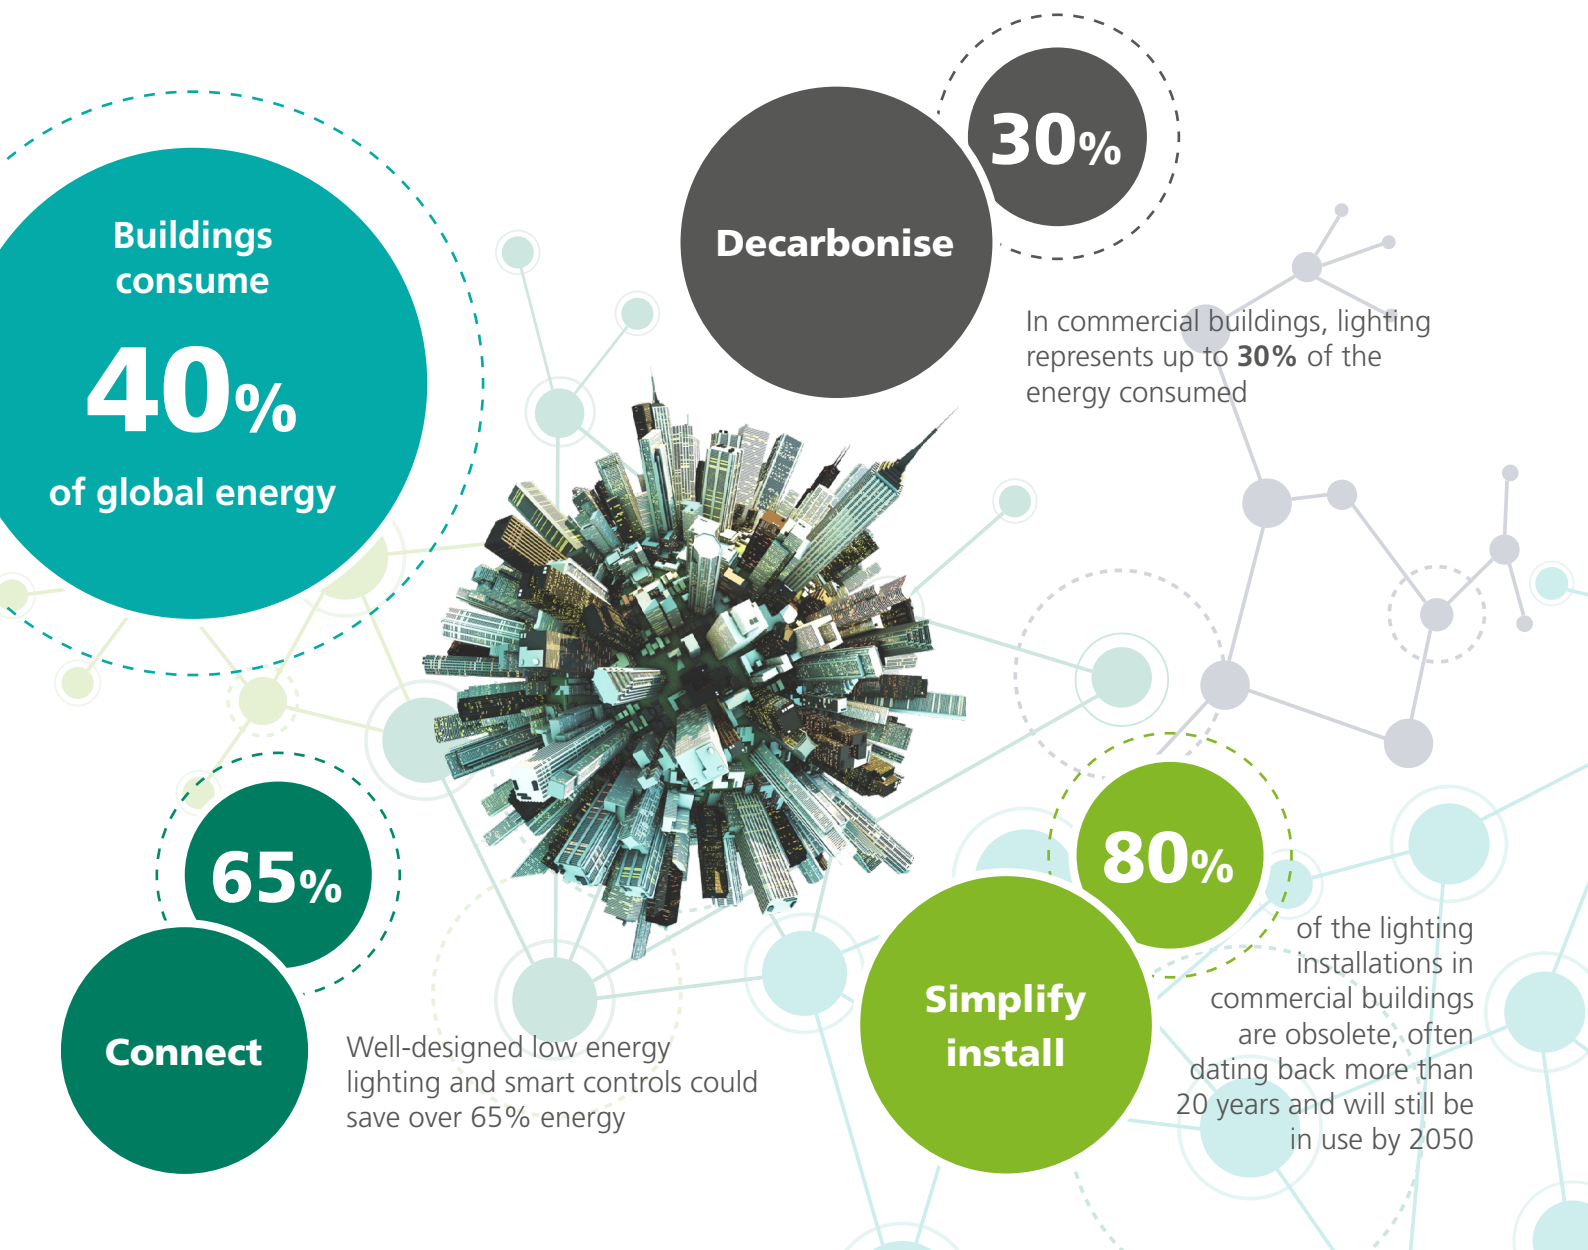 Buildings
consume
40%
of global energy
30%
Decarbonise
In commercial buildings, lighting
represents up to 30% of the
energy consumed
65%
Connect
Well-designed low energy
lighting and smart controls could
save over 65% energy
80%
Simplify
install
of the lighting
installations in
commercial buildings
are obsolete, often
dating back more than
20 years and will still be
in use by 2050